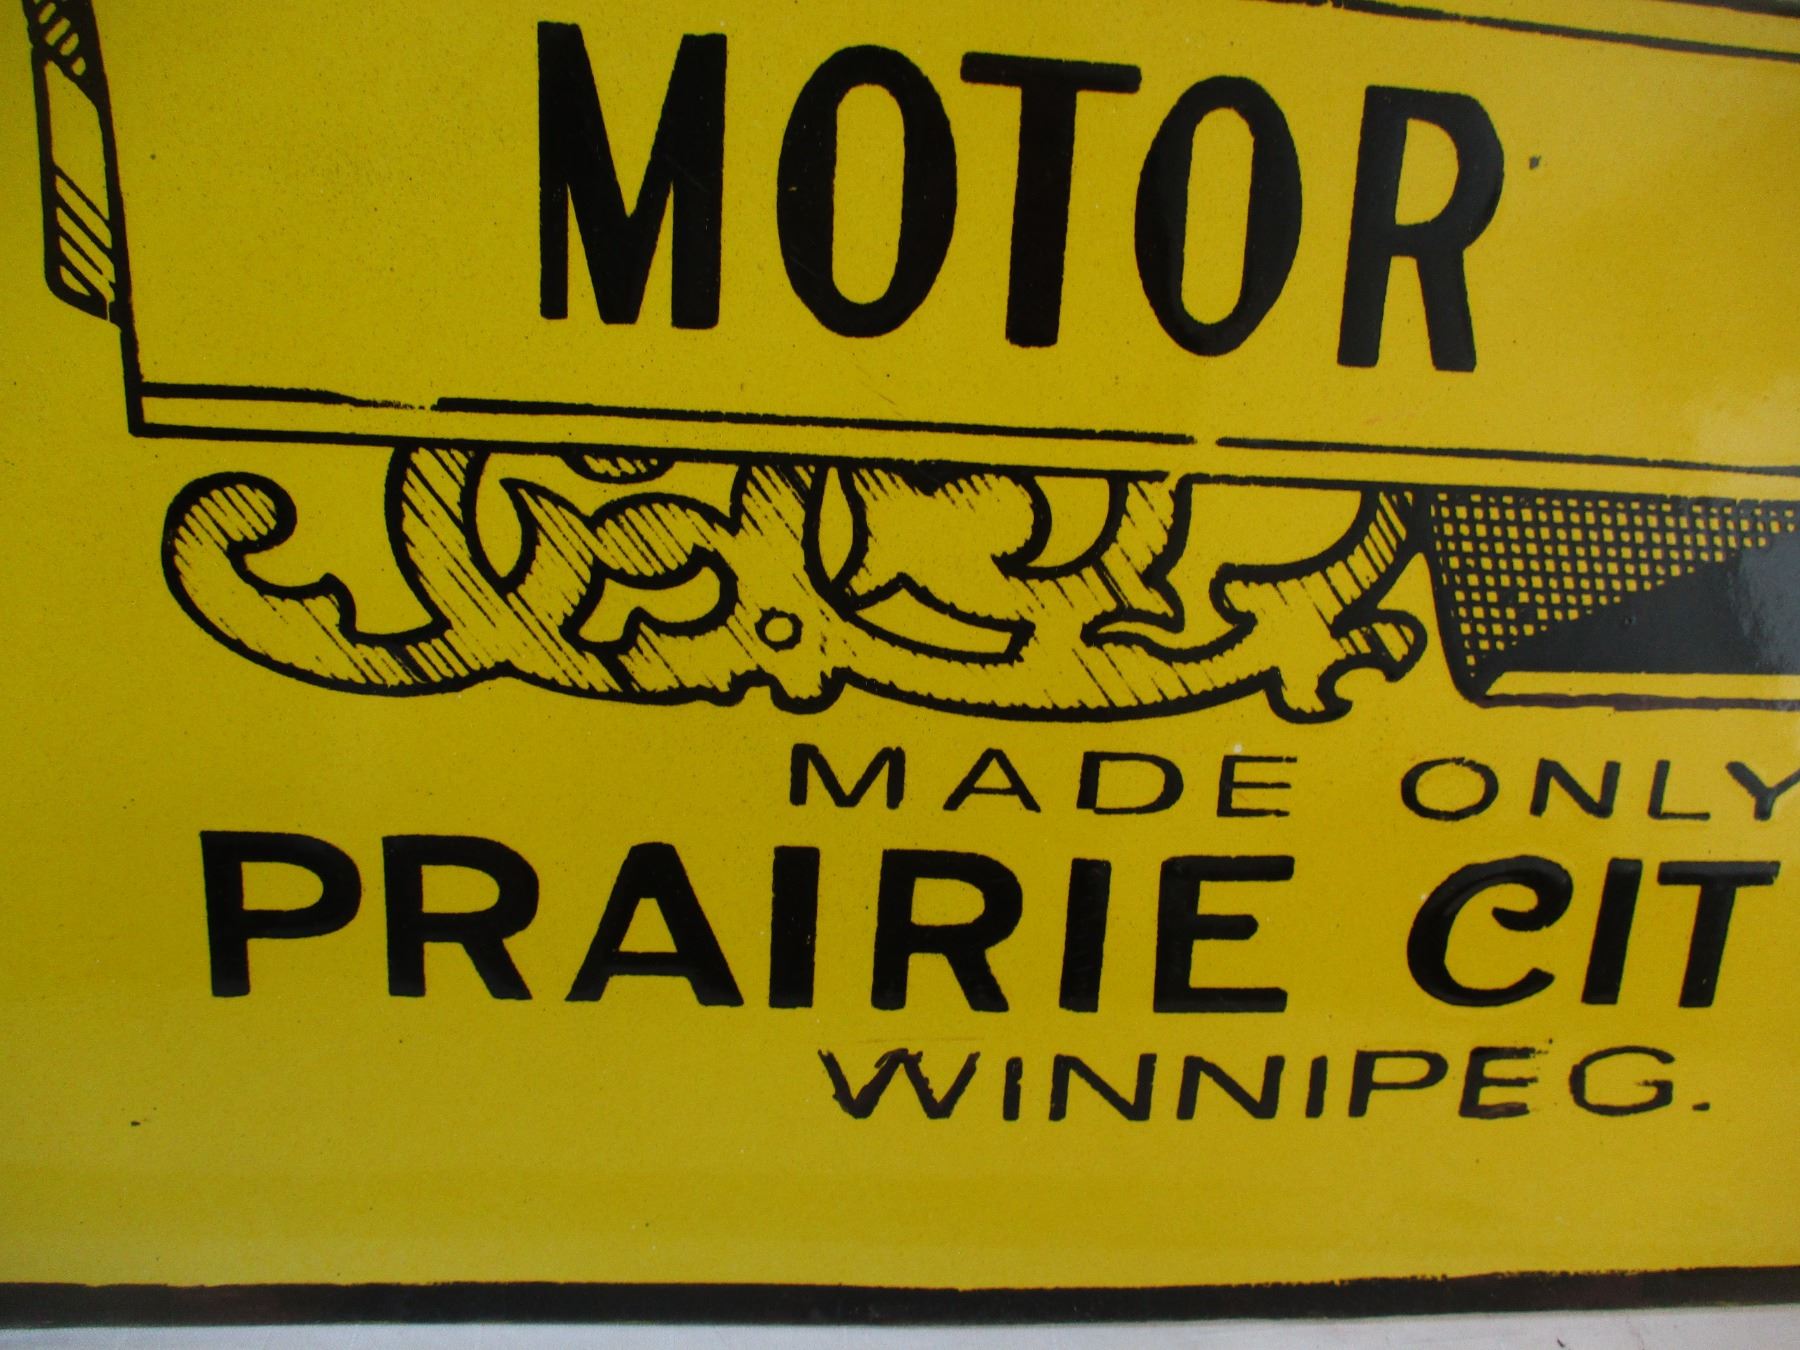 MOTOR
MADE ONLY
PRAIRIE CIT
WINNIPEG.